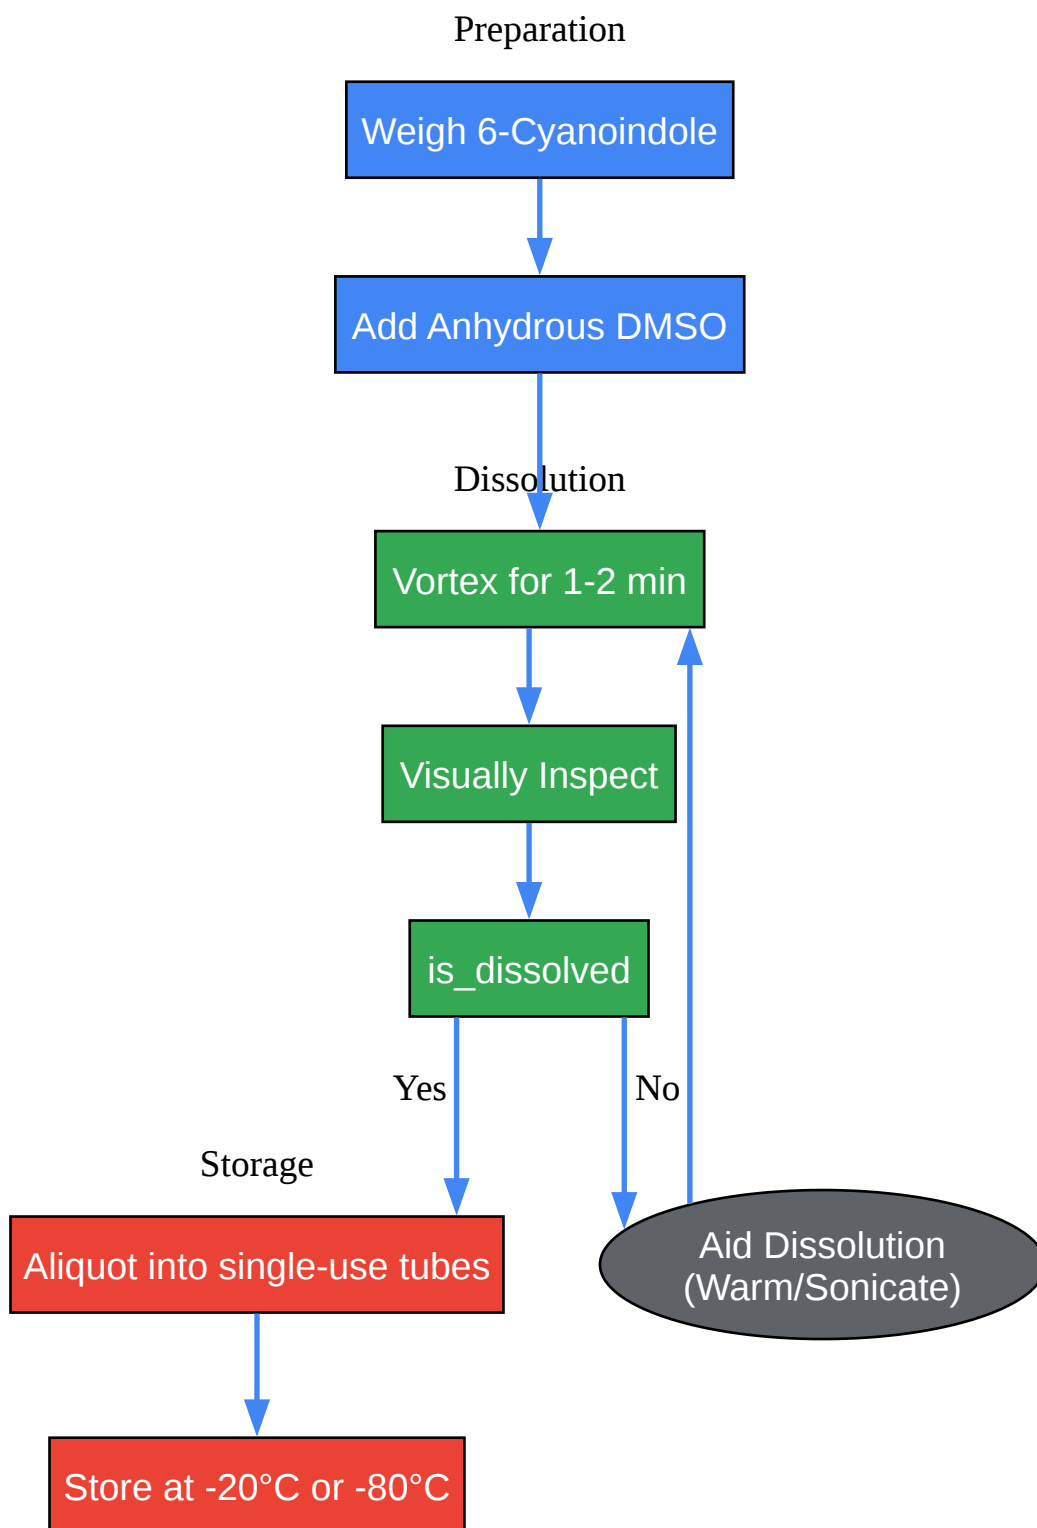 Preparation
Weigh 6-Cyanoindole
Add Anhydrous DMSO
Dissolution
Vortex for 1-2 min
Visually Inspect
is_dissolved
Yes
No
Storage
Aliquot into single-use tubes
Aid Dissolution
(Warm/Sonicate)
Store at -20°C or -80°C